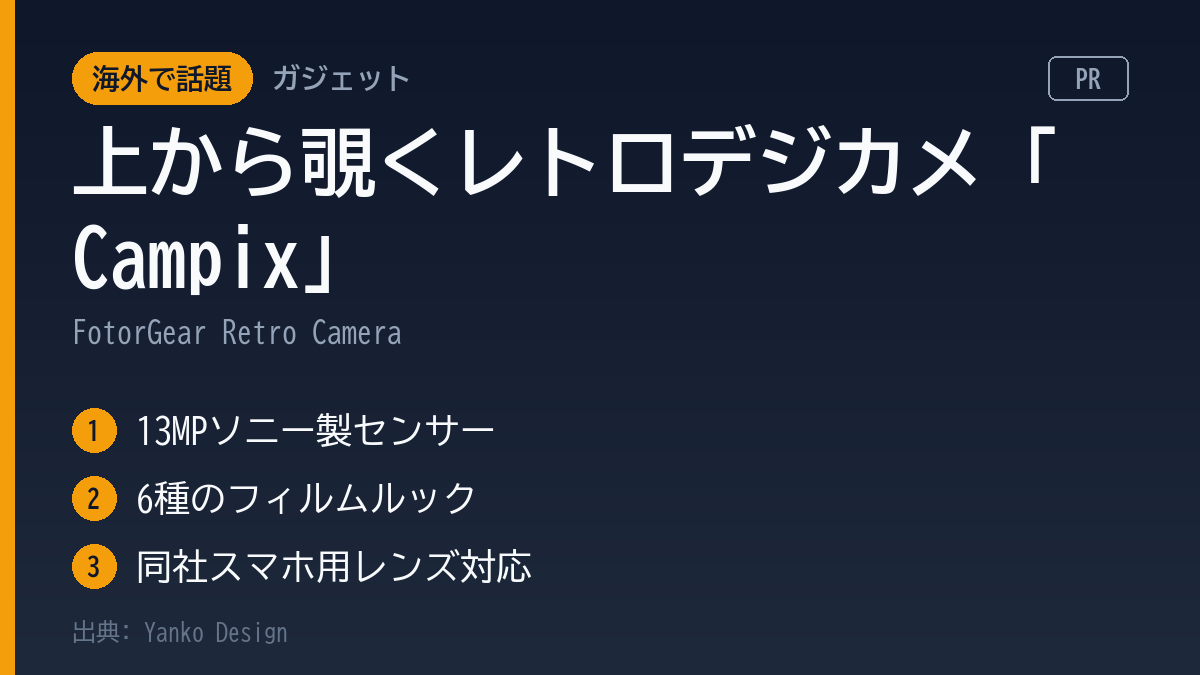 海外で話題 ガジェット PR
上から覗くレトロデジカメ「
Campix」
FotorGear Retro Camera
1 13MPソニー製センサー
2 6種のフィルムルック
3 同社スマホ用レンズ対応
出典: Yanko Design